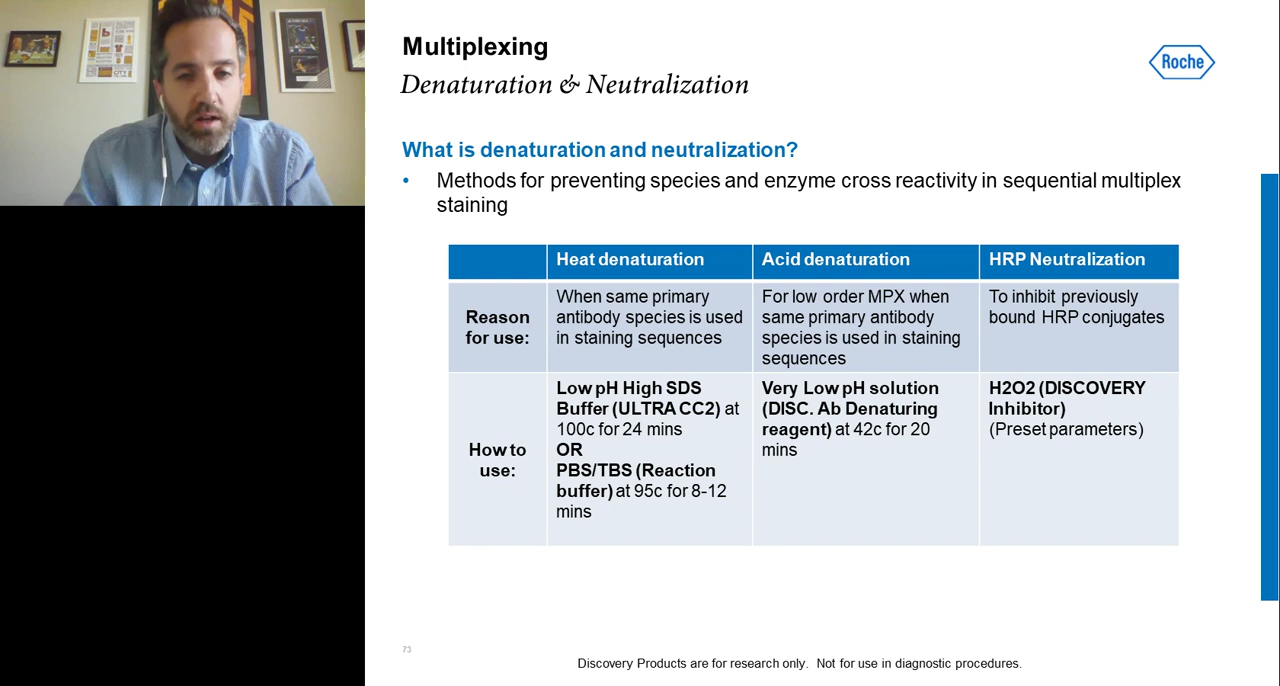 Multiplexing
Denaturation & Neutralization
Roche
What is denaturation and neutralization?
• Methods for preventing species and enzyme cross reactivity in sequential multiplex
staining
Heat denaturation
Acid denaturation
HRP Neutralization
Reason
for use:
When same primary
antibody species is used
in staining sequences
For low order MPX when
same primary antibody
species is used in staining
sequences
To inhibit previously
bound HRP conjugates
How to
use:
Low pH High SDS
Buffer (ULTRA CC2) at
100c for 24 mins
OR
PBS/TBS (Reaction
buffer) at 95c for 8-12
mins
Very Low pH solution
(DISC. Ab Denaturing
reagent) at 42c for 20
mins
H2O2 (DISCOVERY
Inhibitor)
(Preset parameters)
73
Discovery Products are for research only. Not for use in diagnostic procedures.
CITY